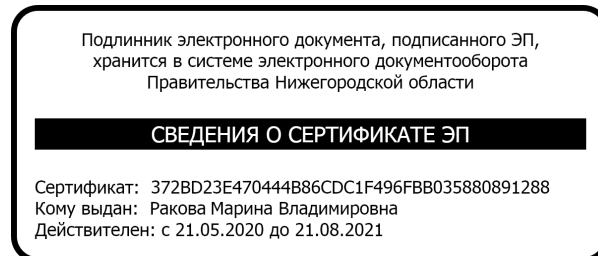 Подлинник электронного документа, подписанного ЭП,
хранится в системе электронного документооборота
Правительства Нижегородской области
СВЕДЕНИЯ О СЕРТИФИКАТЕ ЭП
Сертификат: 372BD23E470444B86CDC1F496FBB035880891288
Кому выдан: Ракова Марина Владимировна
Действителен: с 21.05.2020 до 21.08.2021